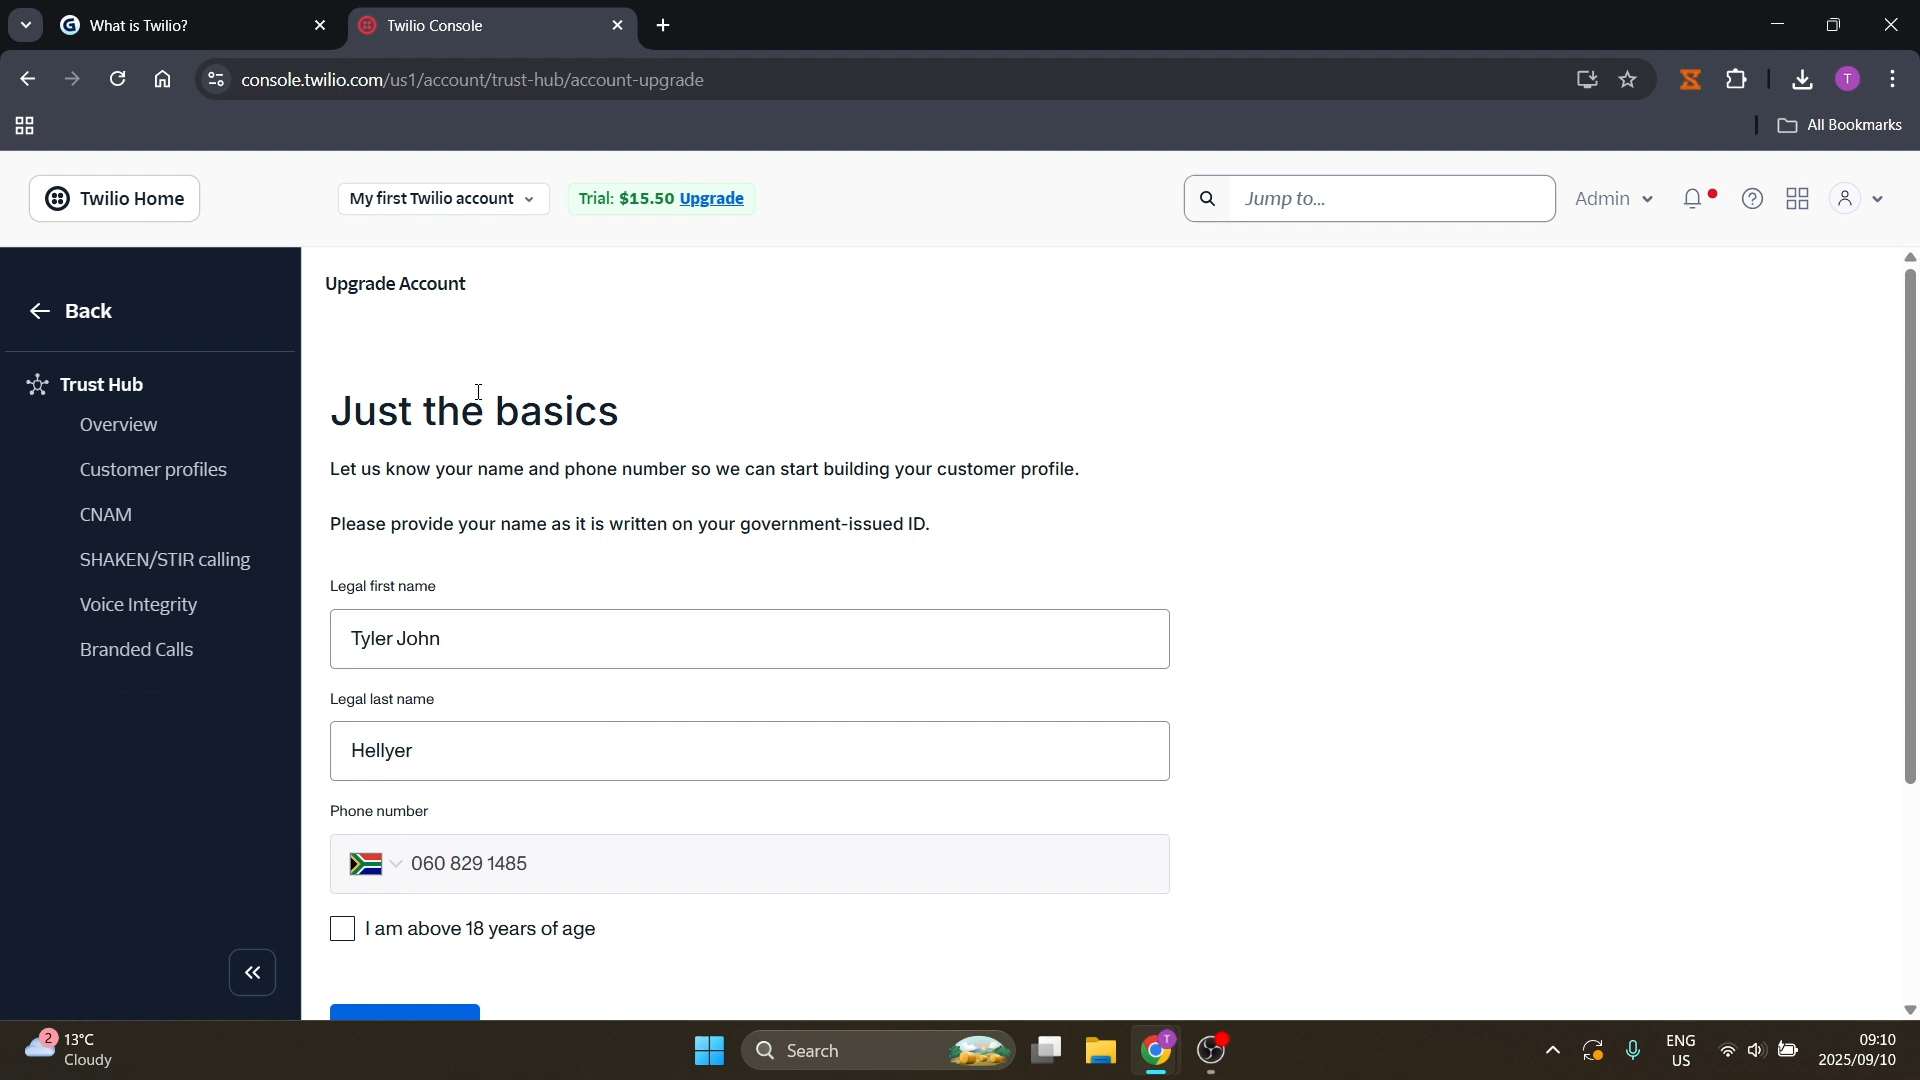 What is Twilio?
Twilio Console
console.twilio.com/us1/account/trust-hub/account-upgrade
T
All Bookmarks
Twilio Home
My first Twilio account
Trial: $15.50 Upgrade
Jump to...
Admin
Upgrade Account
Back
Trust Hub
Overview
Customer profiles
CNAM
SHAKEN/STIR calling
Voice Integrity
Branded Calls
Just the basics
Let us know your name and phone number so we can start building your customer profile.
Please provide your name as it is written on your government-issued ID.
Legal first name
Tyler John
Legal last name
Hellyer
Phone number
060 829 1485
I am above 18 years of age
2
13°C
Cloudy
Search
T
ENG
US
09:10
2025/09/10